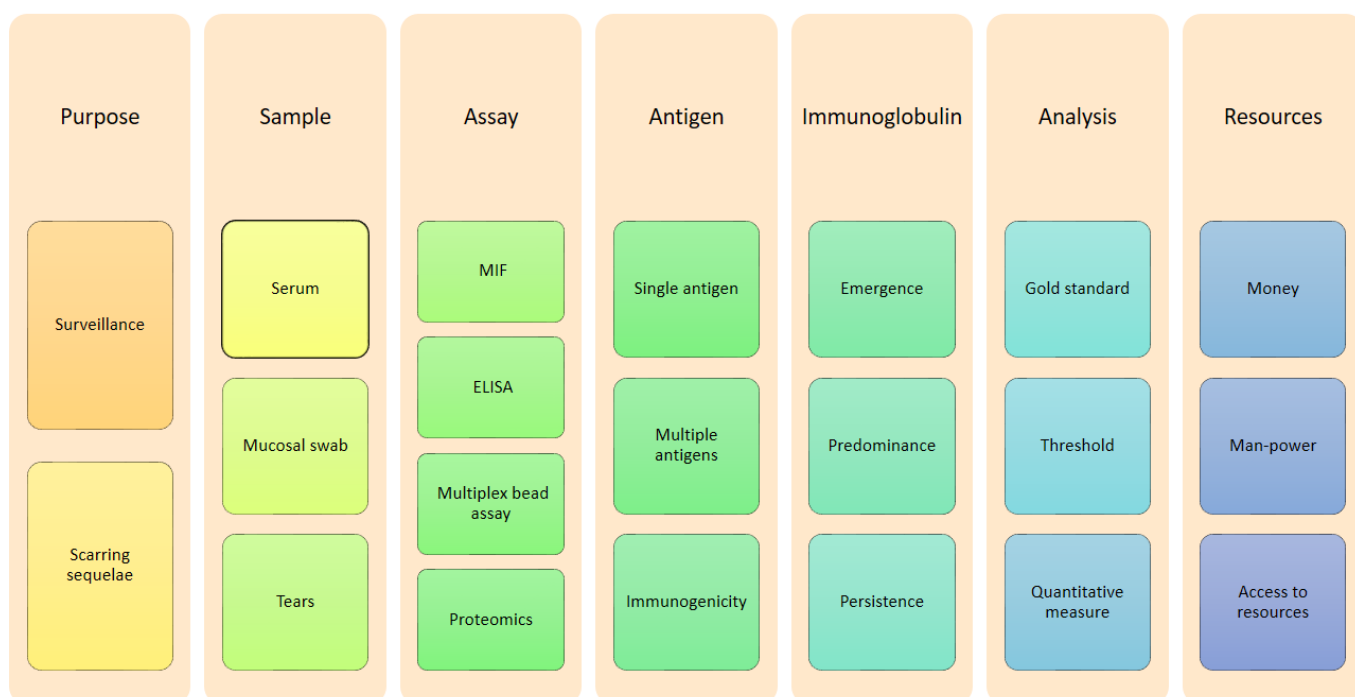 Purpose
Surveillance
Scarring
sequelae
Sample
Serum
Mucosal swab
Tears
Assay
MIF
ELISA
Multiplex bead
assay
Proteomics
Antigen
Single antigen
Multiple
antigens
Immunogenicity
Immunoglobulin
Emergence
Predominance
Persistence
Analysis
Gold standard
Threshold
Quantitative
measure
Resources
Money
Man-power
Access to
resources